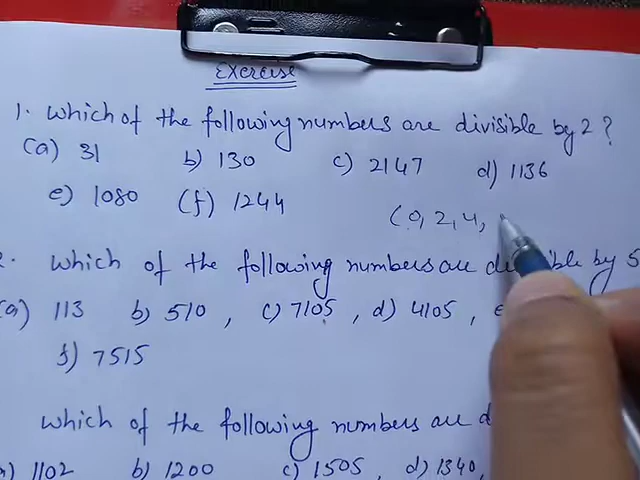 Exercise
1. Which of the following numbers are divisible by 2 ?
(a) 31 b) 130 c) 2147 d) 1136
e) 1080 (f) 1244
(0, 2, 4,
2. Which of the following numbers are by 5
(a) 113 b) 510 , c) 7105 , d) 4105 ,
f) 7515
Which of the following numbers are
1102 b) 1200 c) 1505 , d) 1340,